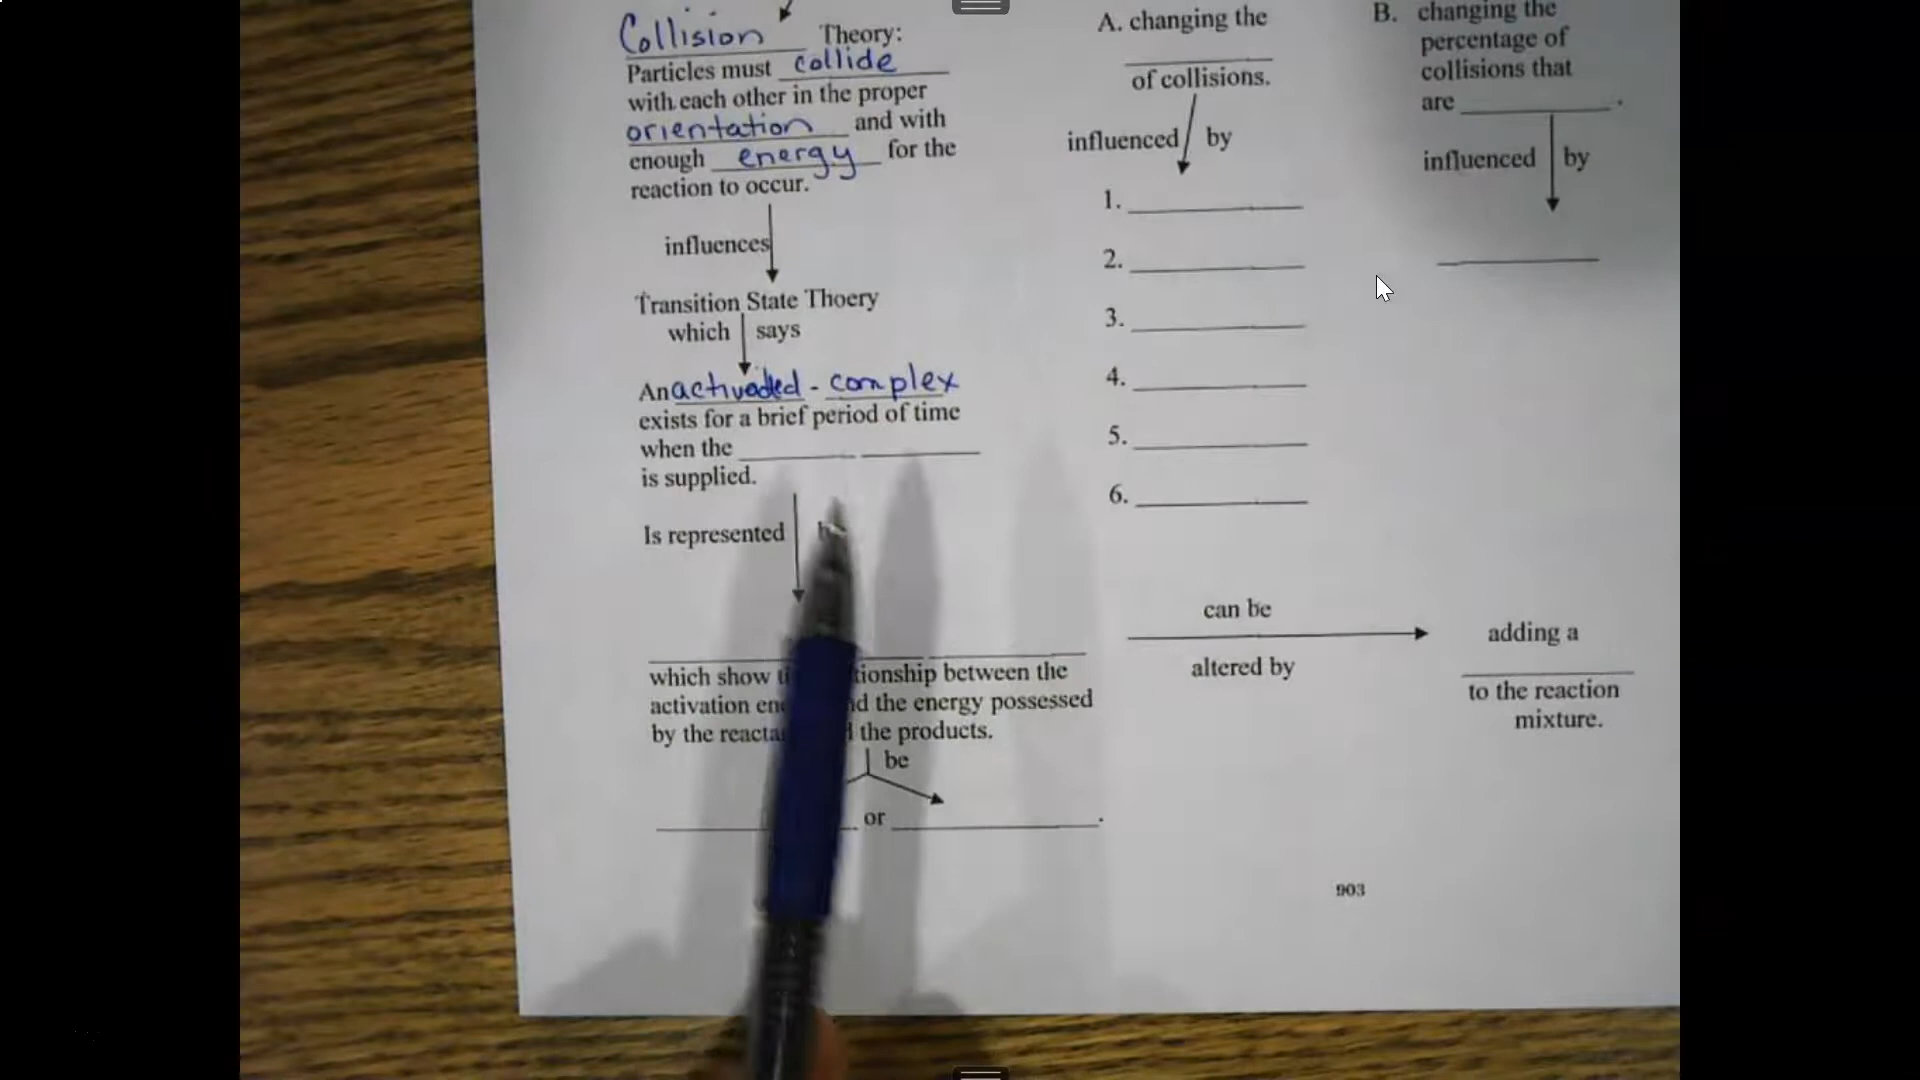 Collision Theory:
Particles must collide
with each other in the proper
orientation and with
enough energy for the
reaction to occur.
influences
Transition State Thoery
which says
An activated - complex
exists for a brief period of time
when the
is supplied.
Is represented
which show relationship between the
activation the energy possessed
by the the products.
be
or
A. changing the
of collisions.
influenced by
1.
2.
3.
4.
5.
6.
B. changing the
percentage of
collisions that
are .
influenced by
can be
altered by
adding a
to the reaction
mixture.
903